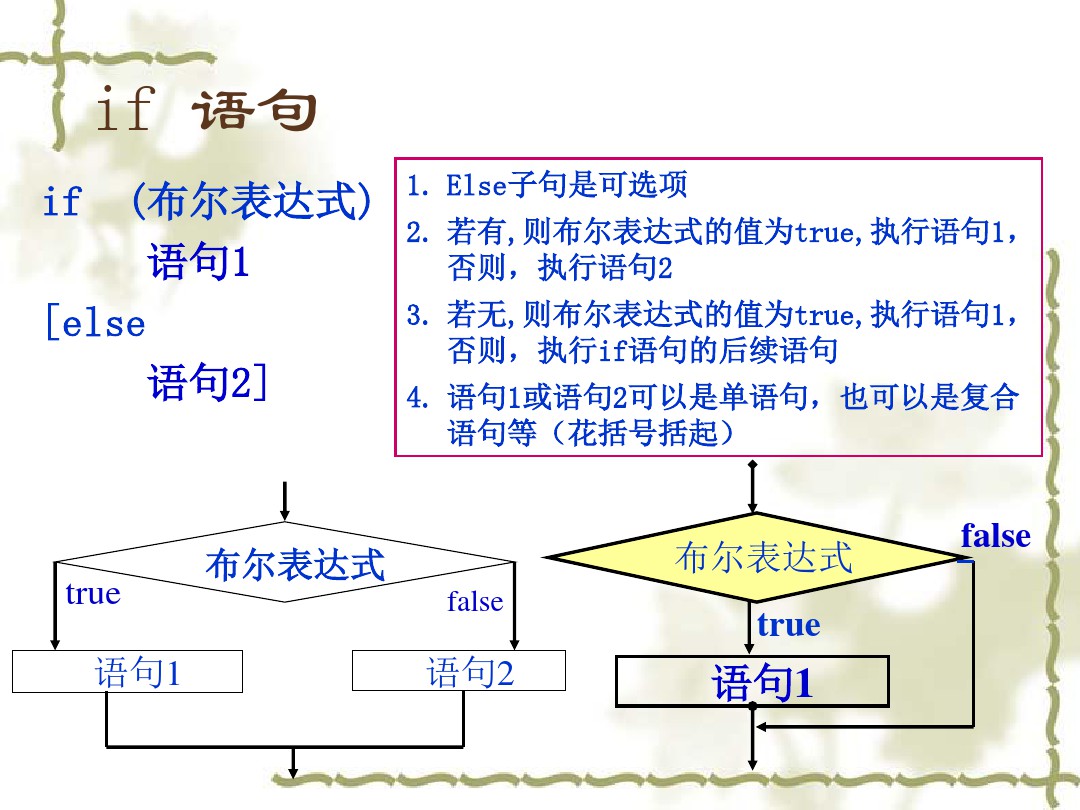 if 语句
if (布尔表达式)
语句1
[else
语句2]
1. Else子句是可选项
2. 若有,则布尔表达式的值为true,执行语句1,
否则，执行语句2
3. 若无,则布尔表达式的值为true,执行语句1,
否则，执行if语句的后续语句
4. 语句1或语句2可以是单语句，也可以是复合
语句等（花括号括起）
布尔表达式
true
false
语句1
语句2
布尔表达式
false
true
语句1